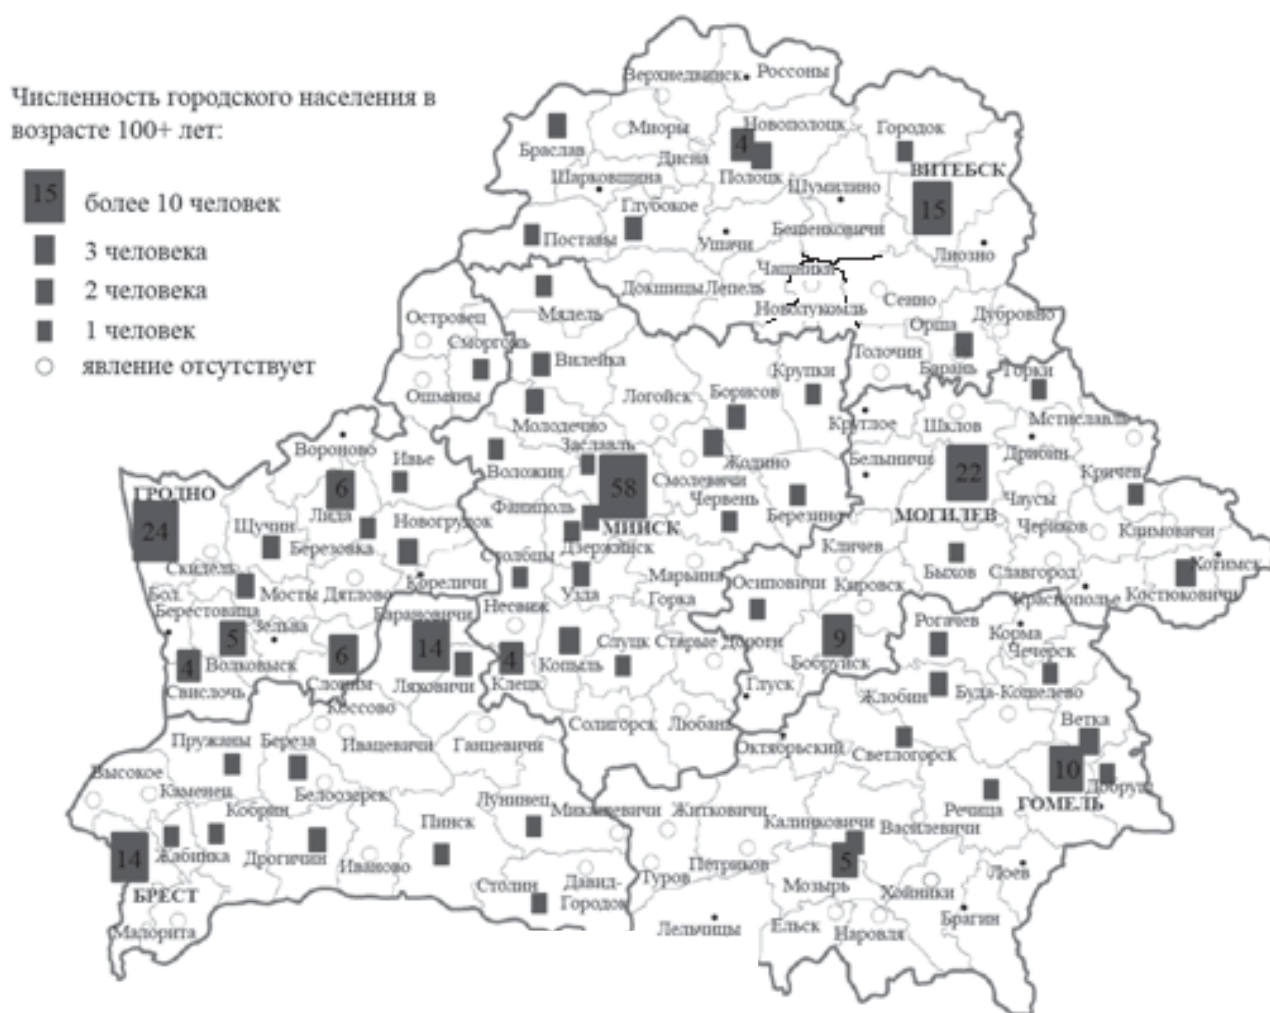 Численность городского населения в
возрасте 100+ лет:
15 более 10 человек
3 человека
2 человека
1 человек
явление отсутствует
Верхнедвинск Россоны
Миоры
Новополоцк
Городок
Браслав
4
Дисна
Полоцк
ВИТЕБСК
15
Шарковщина
Шумилино
Глубокое
Поставы
Ушачи
Бешенковичи
Лиозно
Чашники
Докшицы Лепель
Сенно
Новолукомль
Дубровно
Мядель
Орша
Островец
Сморгонь
Вилейка
Толочин
Барань
Крупки
Горки
Ошмяны
Логойск
Борисов
Молодечно
Круглое
Шклов
Мстиславль
Вороново
Заславль
Дрибин
Ивье
Воложин
Жодино
Белыничи
Кричев
Смолевичи
22
ГРОДНО
24
6
58
Чаусы
Лида
Червень
Фаниполь
Березино
МОГИЛЕВ
Щучин
Новогрудок
МИНСК
Чериков
Климовичи
Березовка
Столбцы
Дзержинск
Кличев
Скидель
Хотимск
Марьина
Горка
Быхов
Славгород
Кореличи
Юсиповичи
Кировск
Бол.
Берестовица
Мосты Дятлово
Узда
Костюковичи
Несвиж
Краснополье
Барановичи
Зельва
Рогачев
Корма
5
14
Слуцк Старые Дороги
9
Чечерск
4
Волковыск
6
4
Копыль
Бобруйск
Свислочь
Слоним
Ляховичи
Клецк
Глуск
Жлобин
Буда-Кошелево
Коссово
Солигорск Любань
Ветка
Пружаны Береза
Ивацевичи
Ганцевичи
Октябрьский
Светлогорск
10
Высокое
Добруш
Каменец
Белоозерск
Речица
ГОМЕЛЬ
Кобрин
Лунинец
Микашевичи
Житковичи
Пинск
Калинковичи
Василевичи
14
Жабинка
Дрогичин
Иваново
Петриков
5
Лоев
БРЕСТ
Столин
Давид-
Городок
Туров
Мозырь
Хойники
Малорита
Лельчицы
Ельск
Наровля
Брагин